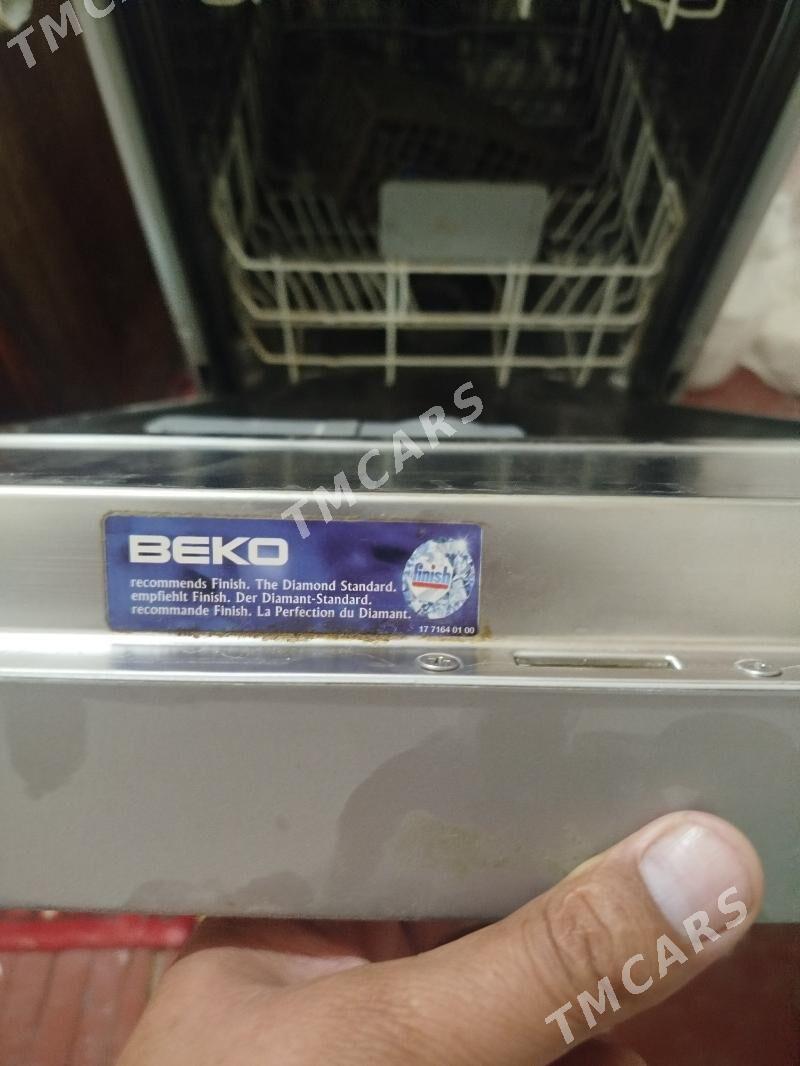 TMCARS
TMCARS
BEKO
recommends Finish. The Diamond Standard.
empfiehlt Finish. Der Diamant-Standard.
recommande Finish. La Perfection du Diamant.
finish
17 7164 01 00
TMCARS